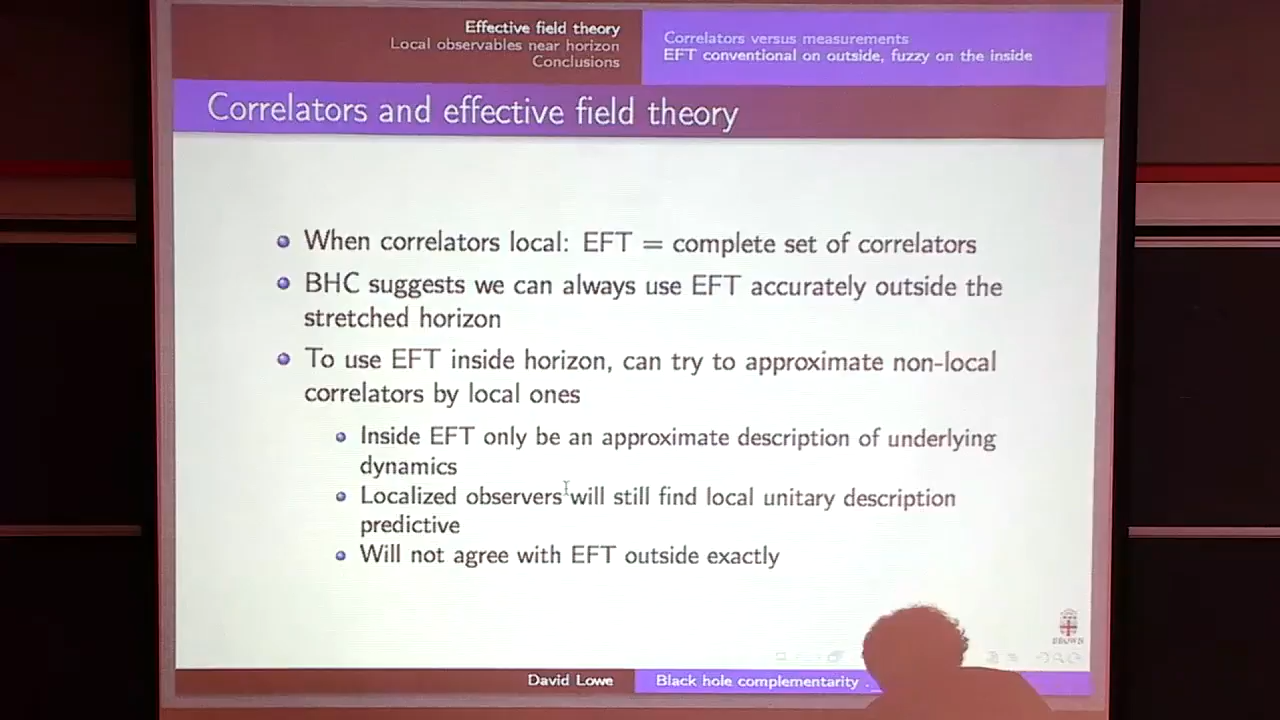 Effective field theory
Local observables near horizon
Conclusions
Correlators versus measurements
EFT conventional on outside, fuzzy on the inside
Correlators and effective field theory
When correlators local: EFT = complete set of correlators
BHC suggests we can always use EFT accurately outside the
stretched horizon
To use EFT inside horizon, can try to approximate non-local
correlators by local ones
Inside EFT only be an approximate description of underlying
dynamics
Localized observers will still find local unitary description
predictive
Will not agree with EFT outside exactly
BROWN
David Lowe
Black hole complementarity